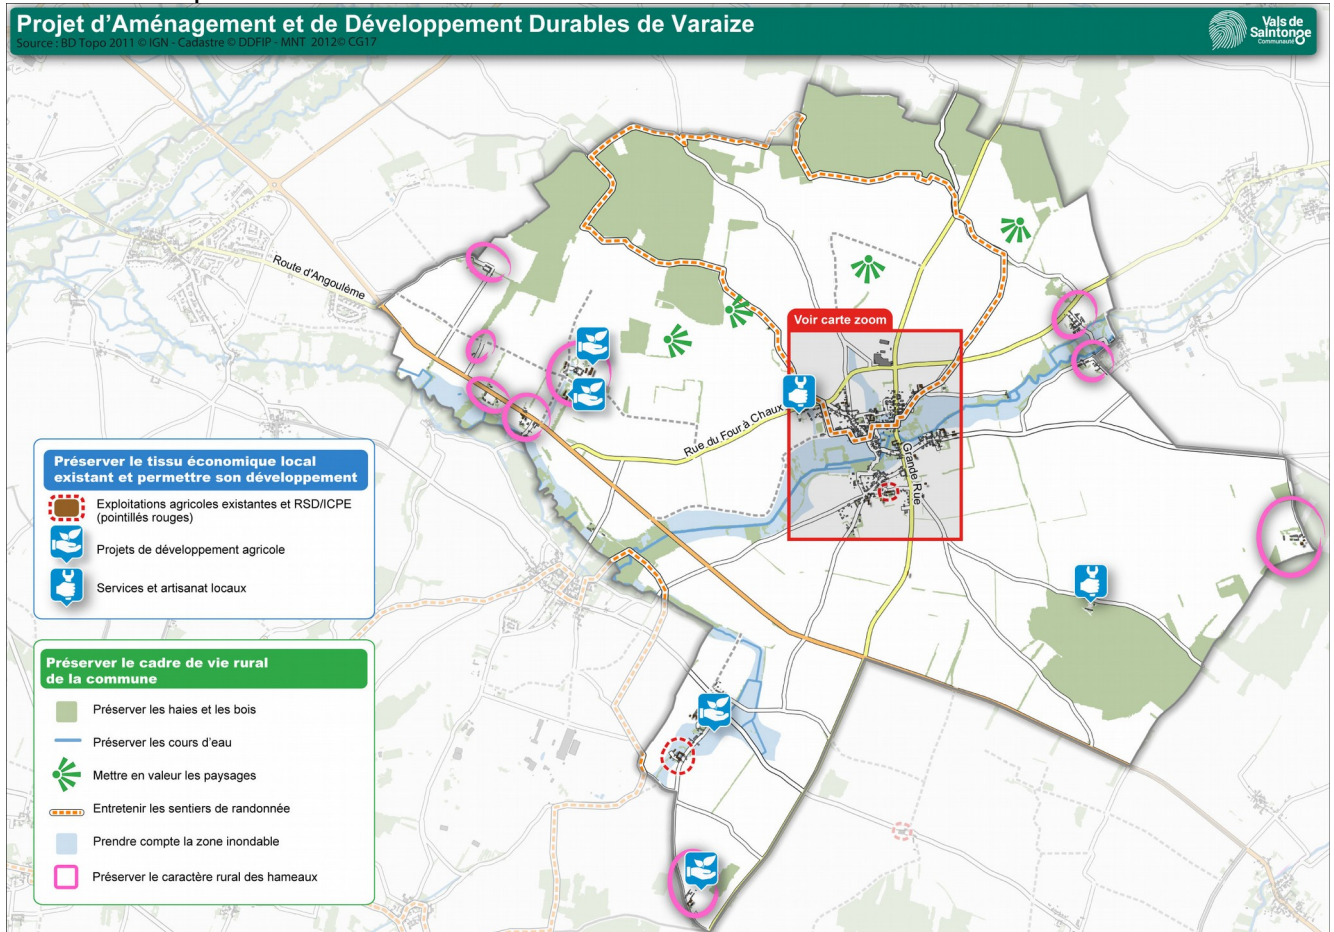 Projet d'Aménagement et de Développement Durables de Varaize
Source : BD Topo 2011 © IGN - Cadastre © DDFIP - MNT 2012© CG17
Vals de
Saintonge
Communauté
Route d'Angoulème
Voir carte zoom
Rue du Four à Chaux
Grande Rue
Préserver le tissu économique local
existant et permettre son développement
Exploitations agricoles existantes et RSD/ICPE
(pointillés rouges)
Projets de développement agricole
Services et artisanat locaux
Préserver le cadre de vie rural
de la commune
Préserver les haies et les bois
Préserver les cours d'eau
Mettre en valeur les paysages
Entretenir les sentiers de randonnée
Prendre compte la zone inondable
Préserver le caractère rural des hameaux